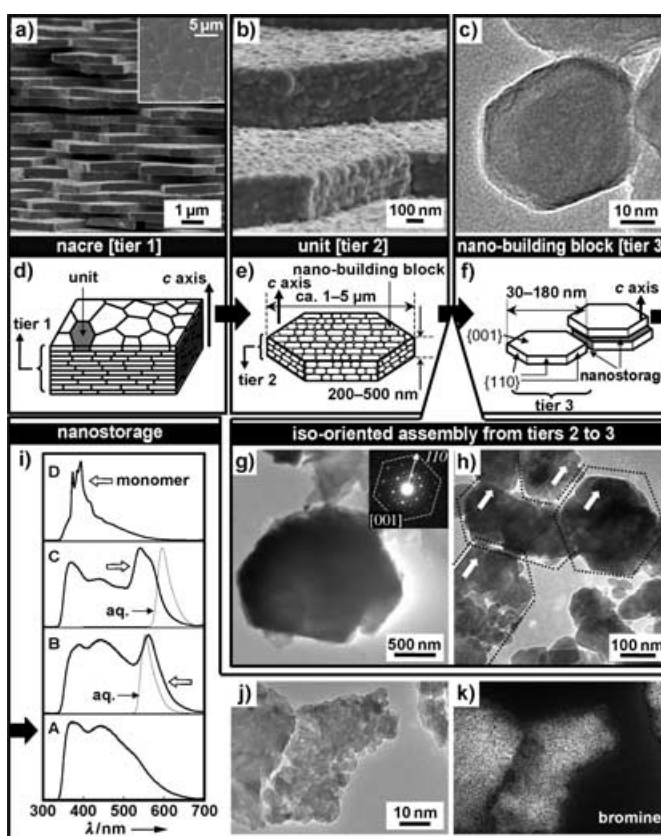 a)
5 µm
1 µm
nacre [tier 1]
b)
100 nm
unit [tier 2]
c)
10 nm
nano-building block [tier 3]
d)
unit
c axis
tier 1
e)
nano-building block
c axis
ca. 1–5 µm
tier 2
200–500 nm
f)
30–180 nm
c axis
{001}
{110}
nanostorage
tier 3
nanostorage
iso-oriented assembly from tiers 2 to 3
i)
D
monomer
C
aq.
B
aq.
A
300 400 500 600 700
λ/nm
g)
110
[001]
500 nm
h)
100 nm
j)
10 nm
k)
bromine